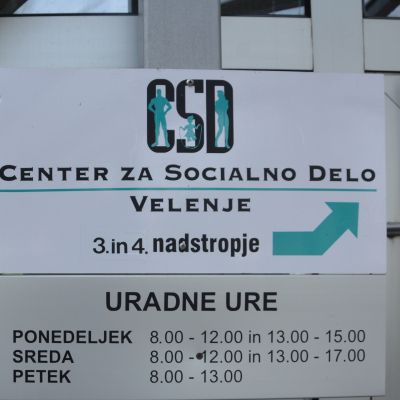 CSD
CENTER ZA SOCIALNO DELO
VELENJE
3. in 4. nadstropje
URADNE URE
PONEDELJEK 8.00 - 12.00 in 13.00 - 15.00
SREDA 8.00 - 12.00 in 13.00 - 17.00
PETEK 8.00 - 13.00